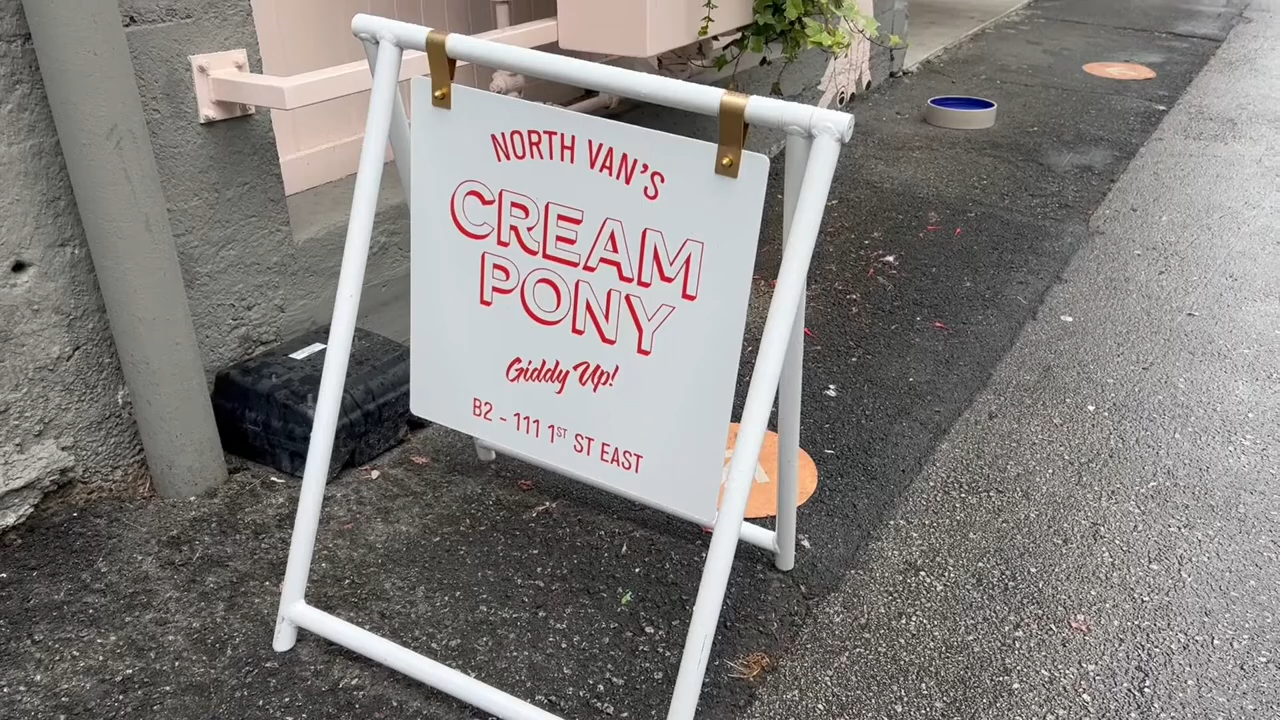 NORTH VAN'S
CREAM
PONY
Giddy Up!
B2 - 111 1ST ST EAST